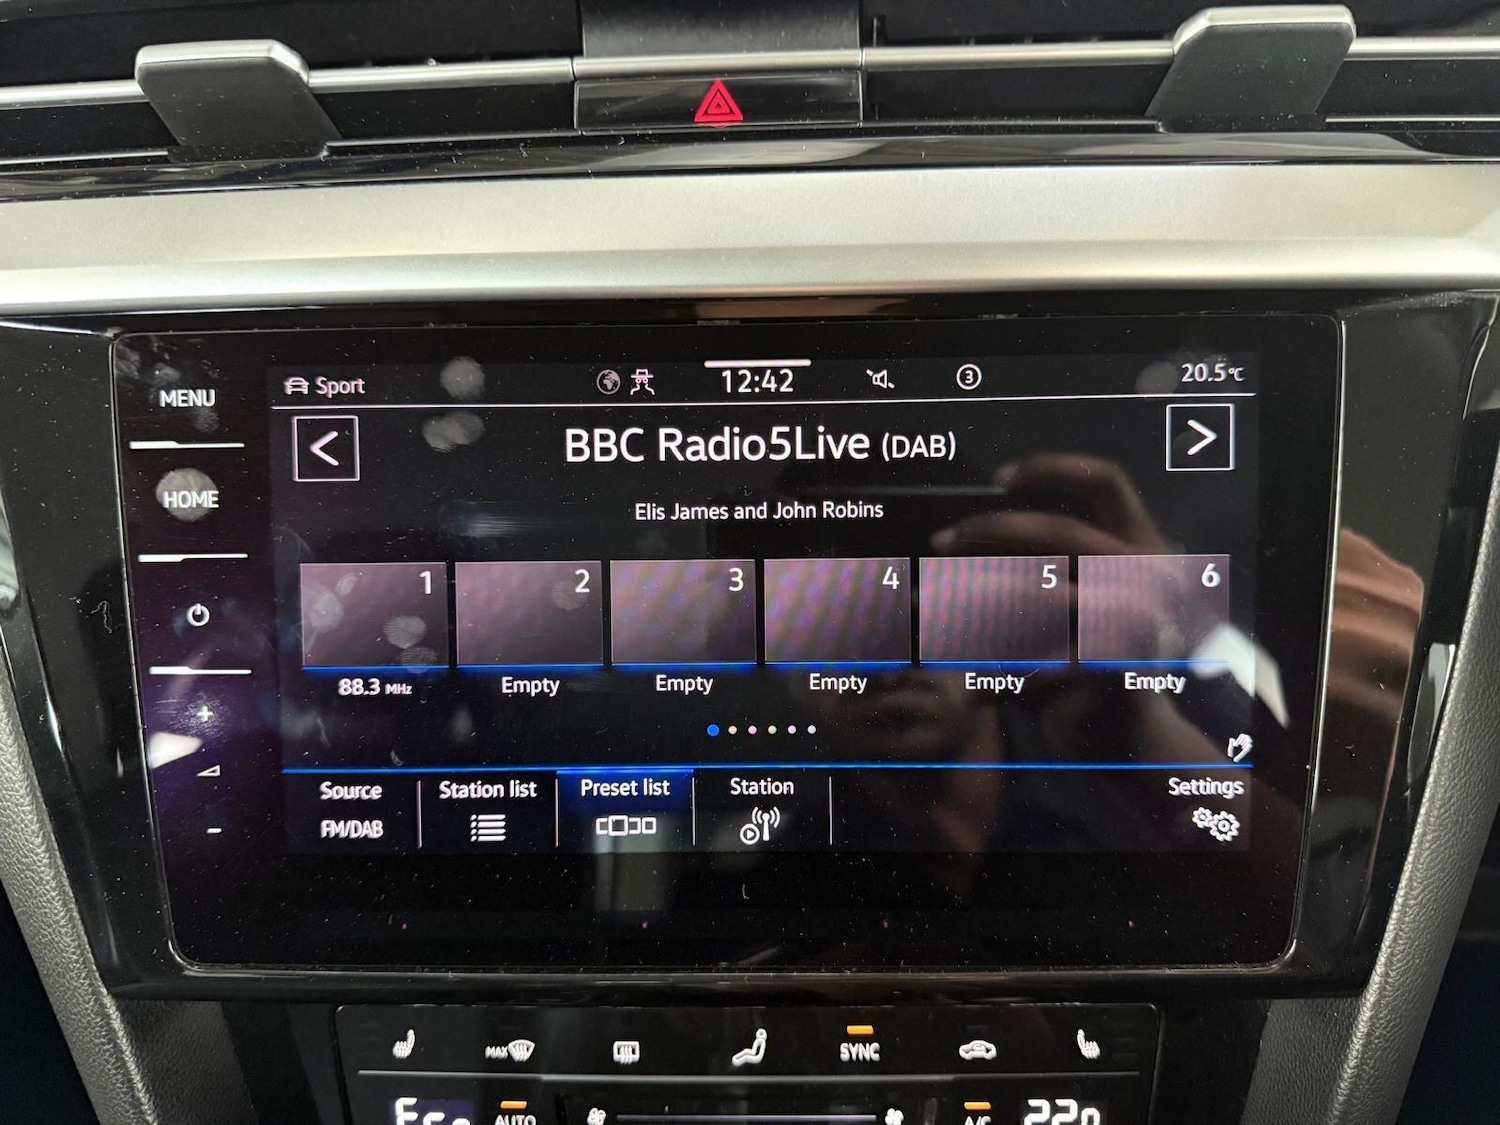 MENU
HOME
Sport
12:42
3
20.5°C
BBC Radio5Live (DAB)
Elis James and John Robins
1
2
3
4
5
6
88.3 MHz
Empty
Empty
Empty
Empty
Empty
+
-
Source
Station list
Preset list
Station
Settings
FM/DAB
MAX
SYNC
AUTO
A/C